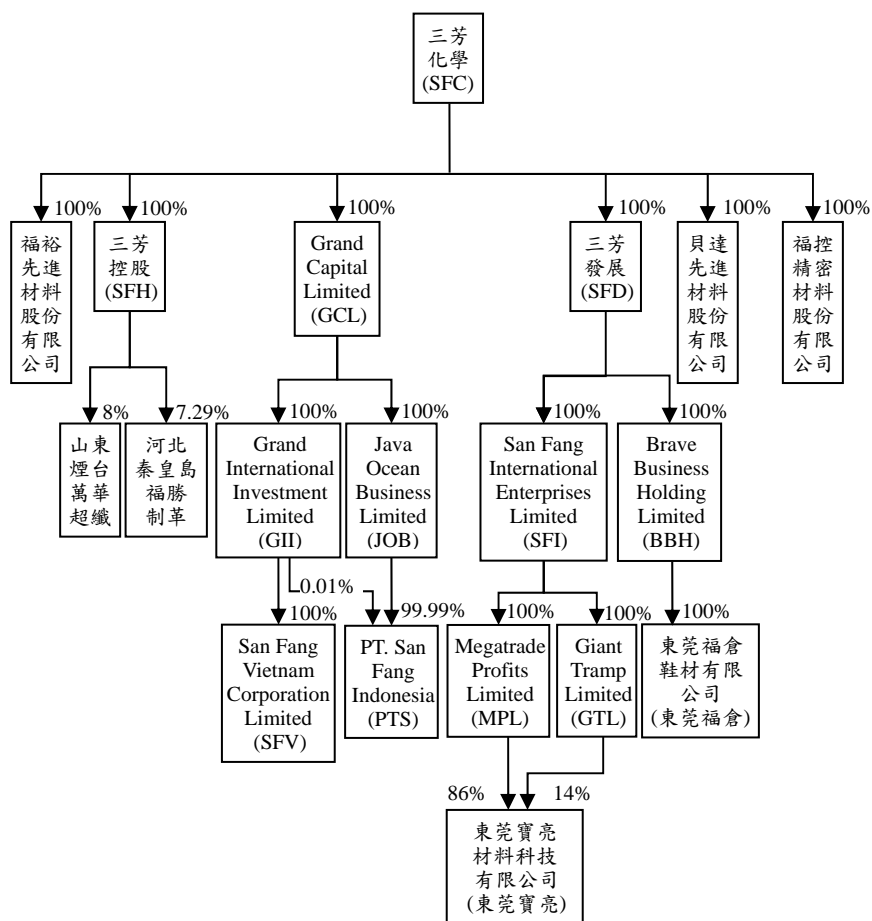 三芳
化學
(SFC)
100%
100%
100%
100%
100%
100%
福裕
先進
材料
股份
有限
公司
三芳
控股
(SFH)
Grand
Capital
Limited
(GCL)
三芳
發展
(SFD)
貝達
先進
材料
股份
有限
公司
福控
精密
材料
股份
有限
公司
8%
7.29%
100%
100%
100%
100%
山東
煙台
萬華
超纖
河北
秦皇島
福勝
制革
Grand
International
Investment
Limited
(GII)
Java
Ocean
Business
Limited
(JOB)
San Fang
International
Enterprises
Limited
(SFI)
Brave
Business
Holding
Limited
(BBH)
0.01%
100%
99.99%
100%
100%
100%
San Fang
Vietnam
Corporation
Limited
(SFV)
PT. San
Fang
Indonesia
(PTS)
Megatrade
Profits
Limited
(MPL)
Giant
Tramp
Limited
(GTL)
東莞福倉
鞋材有限
公司
(東莞福倉)
86%
14%
東莞寶亮
材料科技
有限公司
(東莞寶亮)